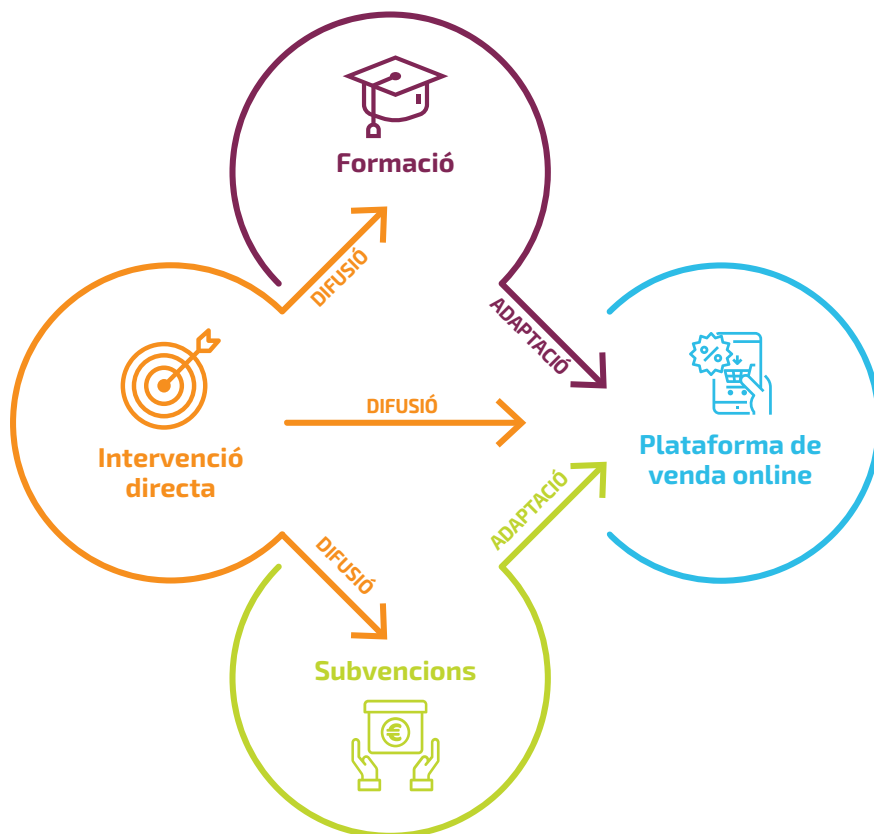 Formació
DIFUSIÓ
ADAPTACIÓ
%
DIFUSIÓ
Intervenció
directa
Plataforma de
venda online
DIFUSIÓ
ADAPTACIÓ
Subvencions
€